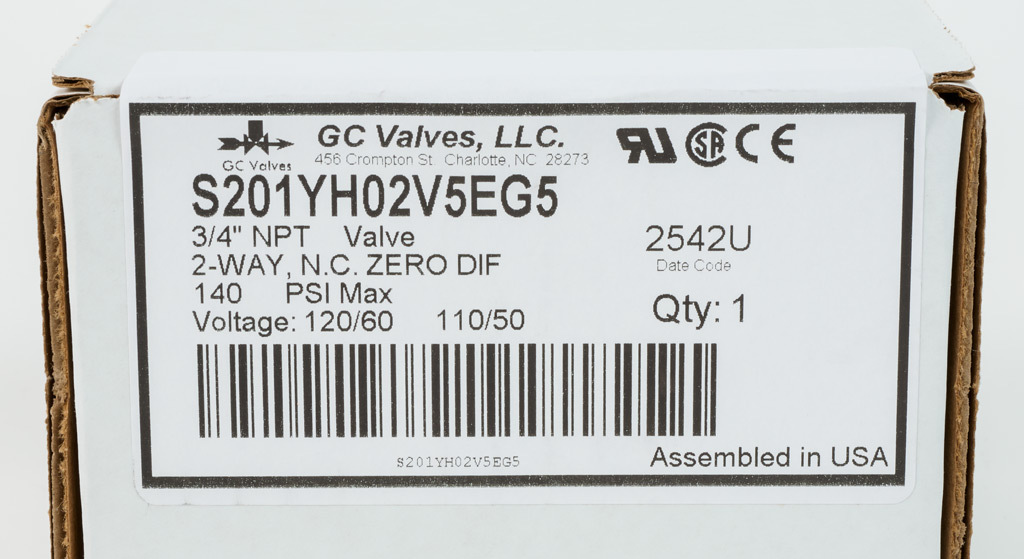 GC Valves
GC Valves, LLC.
456 Crompton St Charlotte, NC 28273
S201YH02V5EG5
3/4" NPT Valve
2-WAY, N.C. ZERO DIF
140 PSI Max
Voltage: 120/60 110/50
2542U
Date Code
Qty: 1
S201YH02V5EG5
Assembled in USA